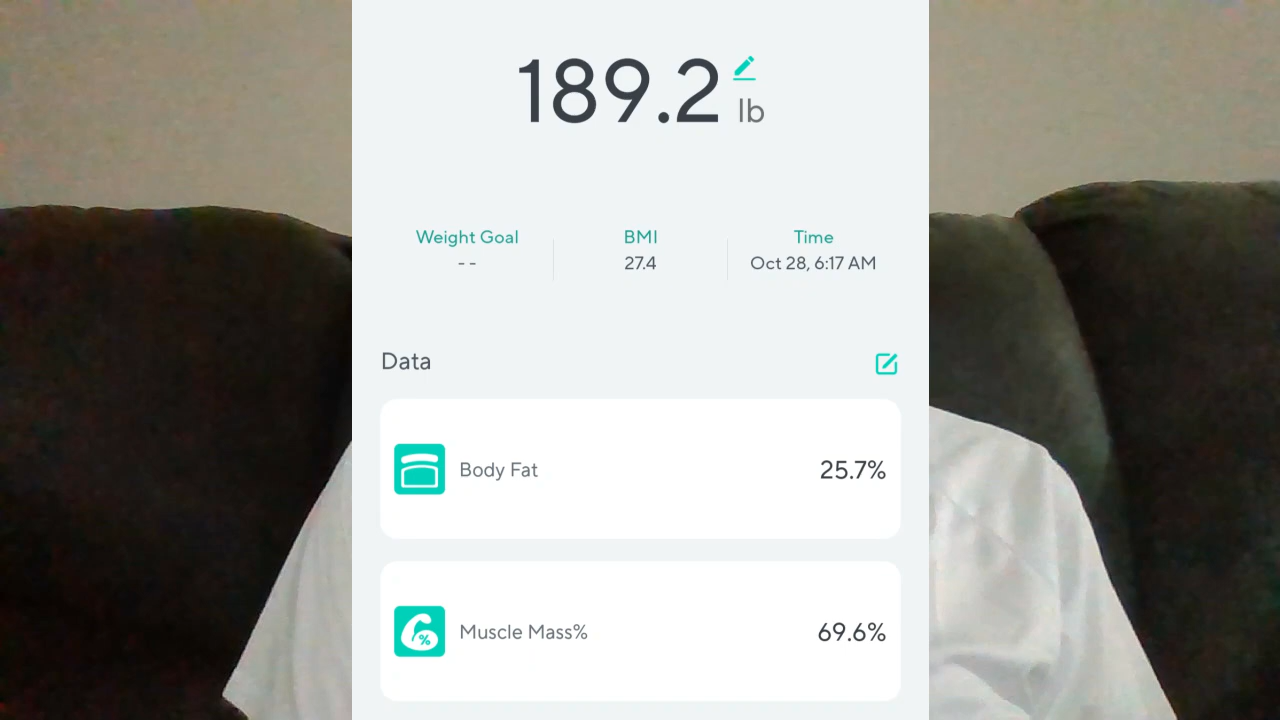 189.2 lb
Weight Goal BMI Time
- - 27.4 Oct 28, 6:17 AM
Data
Body Fat 25.7%
% Muscle Mass% 69.6%